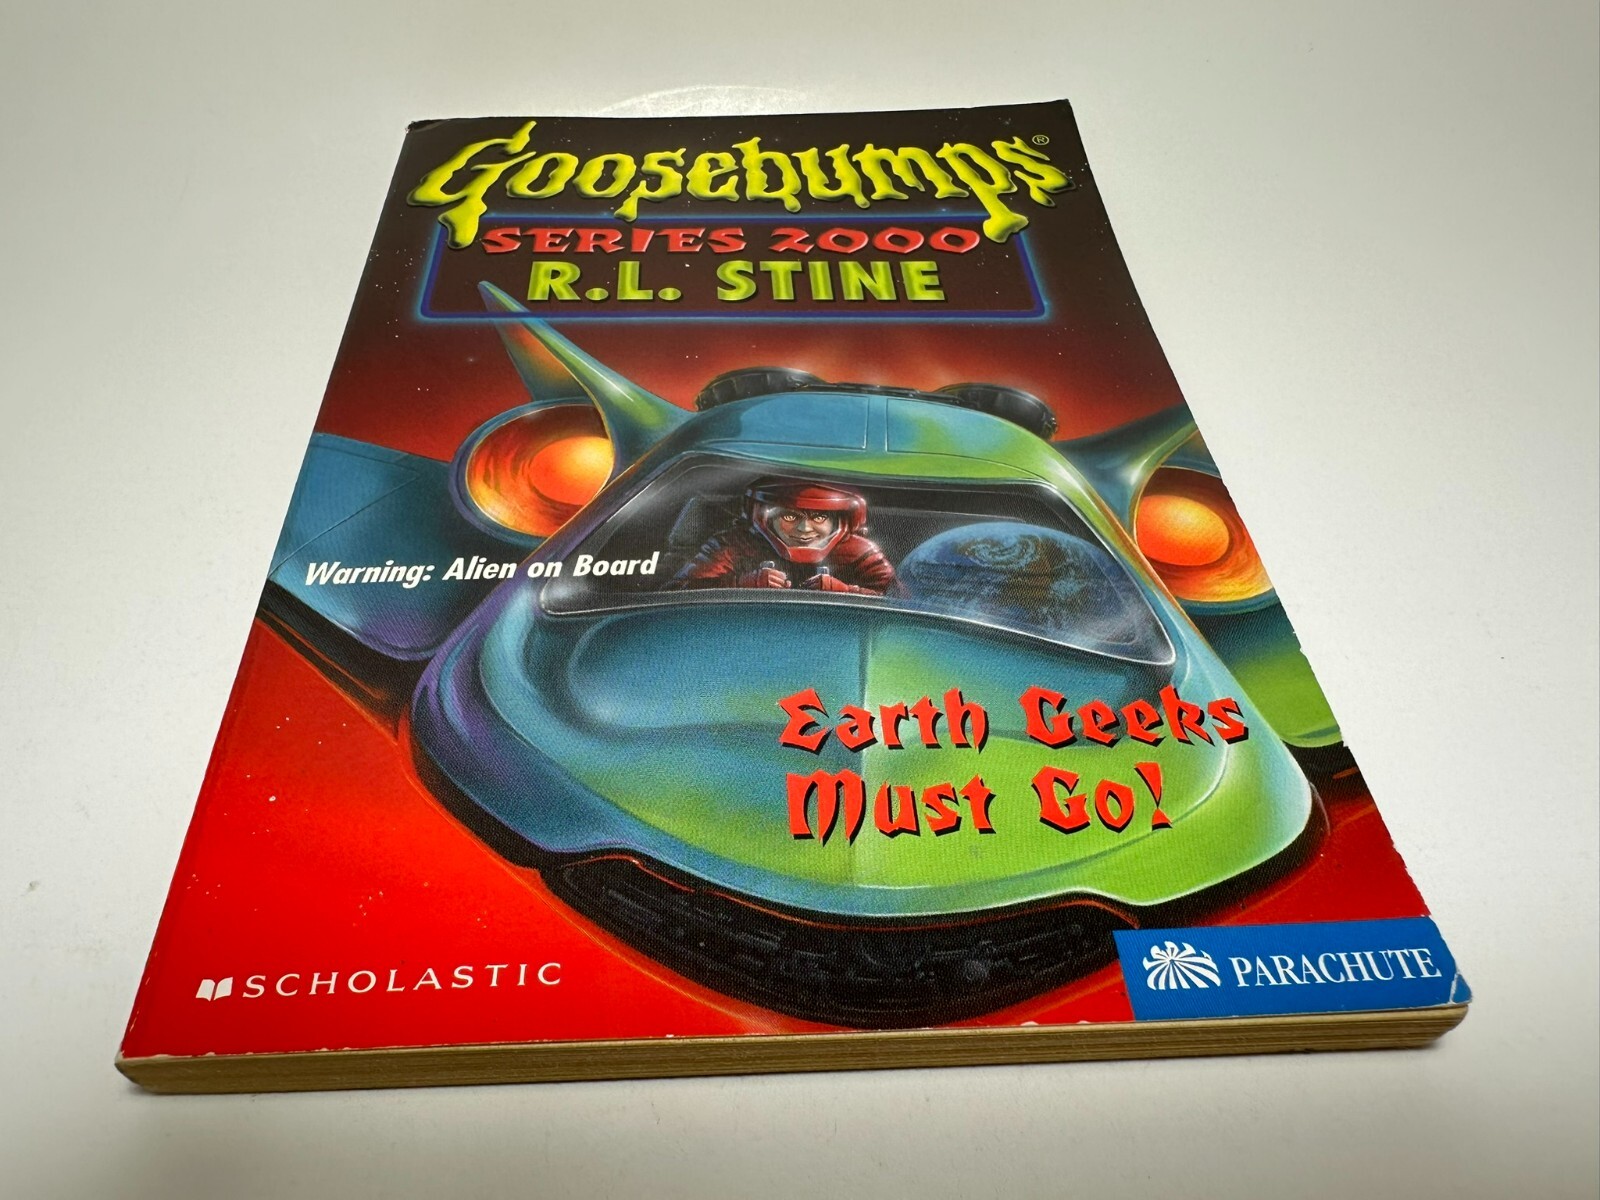 Goosebumps®
SERIES 2000
R.L. STINE
Warning: Alien on Board
Earth Geeks
Must Go!
SCHOLASTIC
PARACHUTE